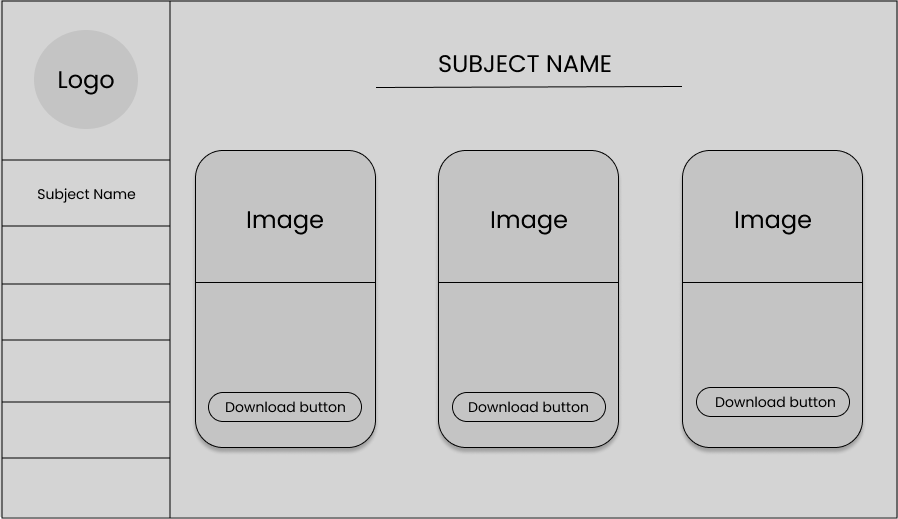 Logo
Subject Name
SUBJECT NAME
Image
Image
Image
Download button
Download button
Download button